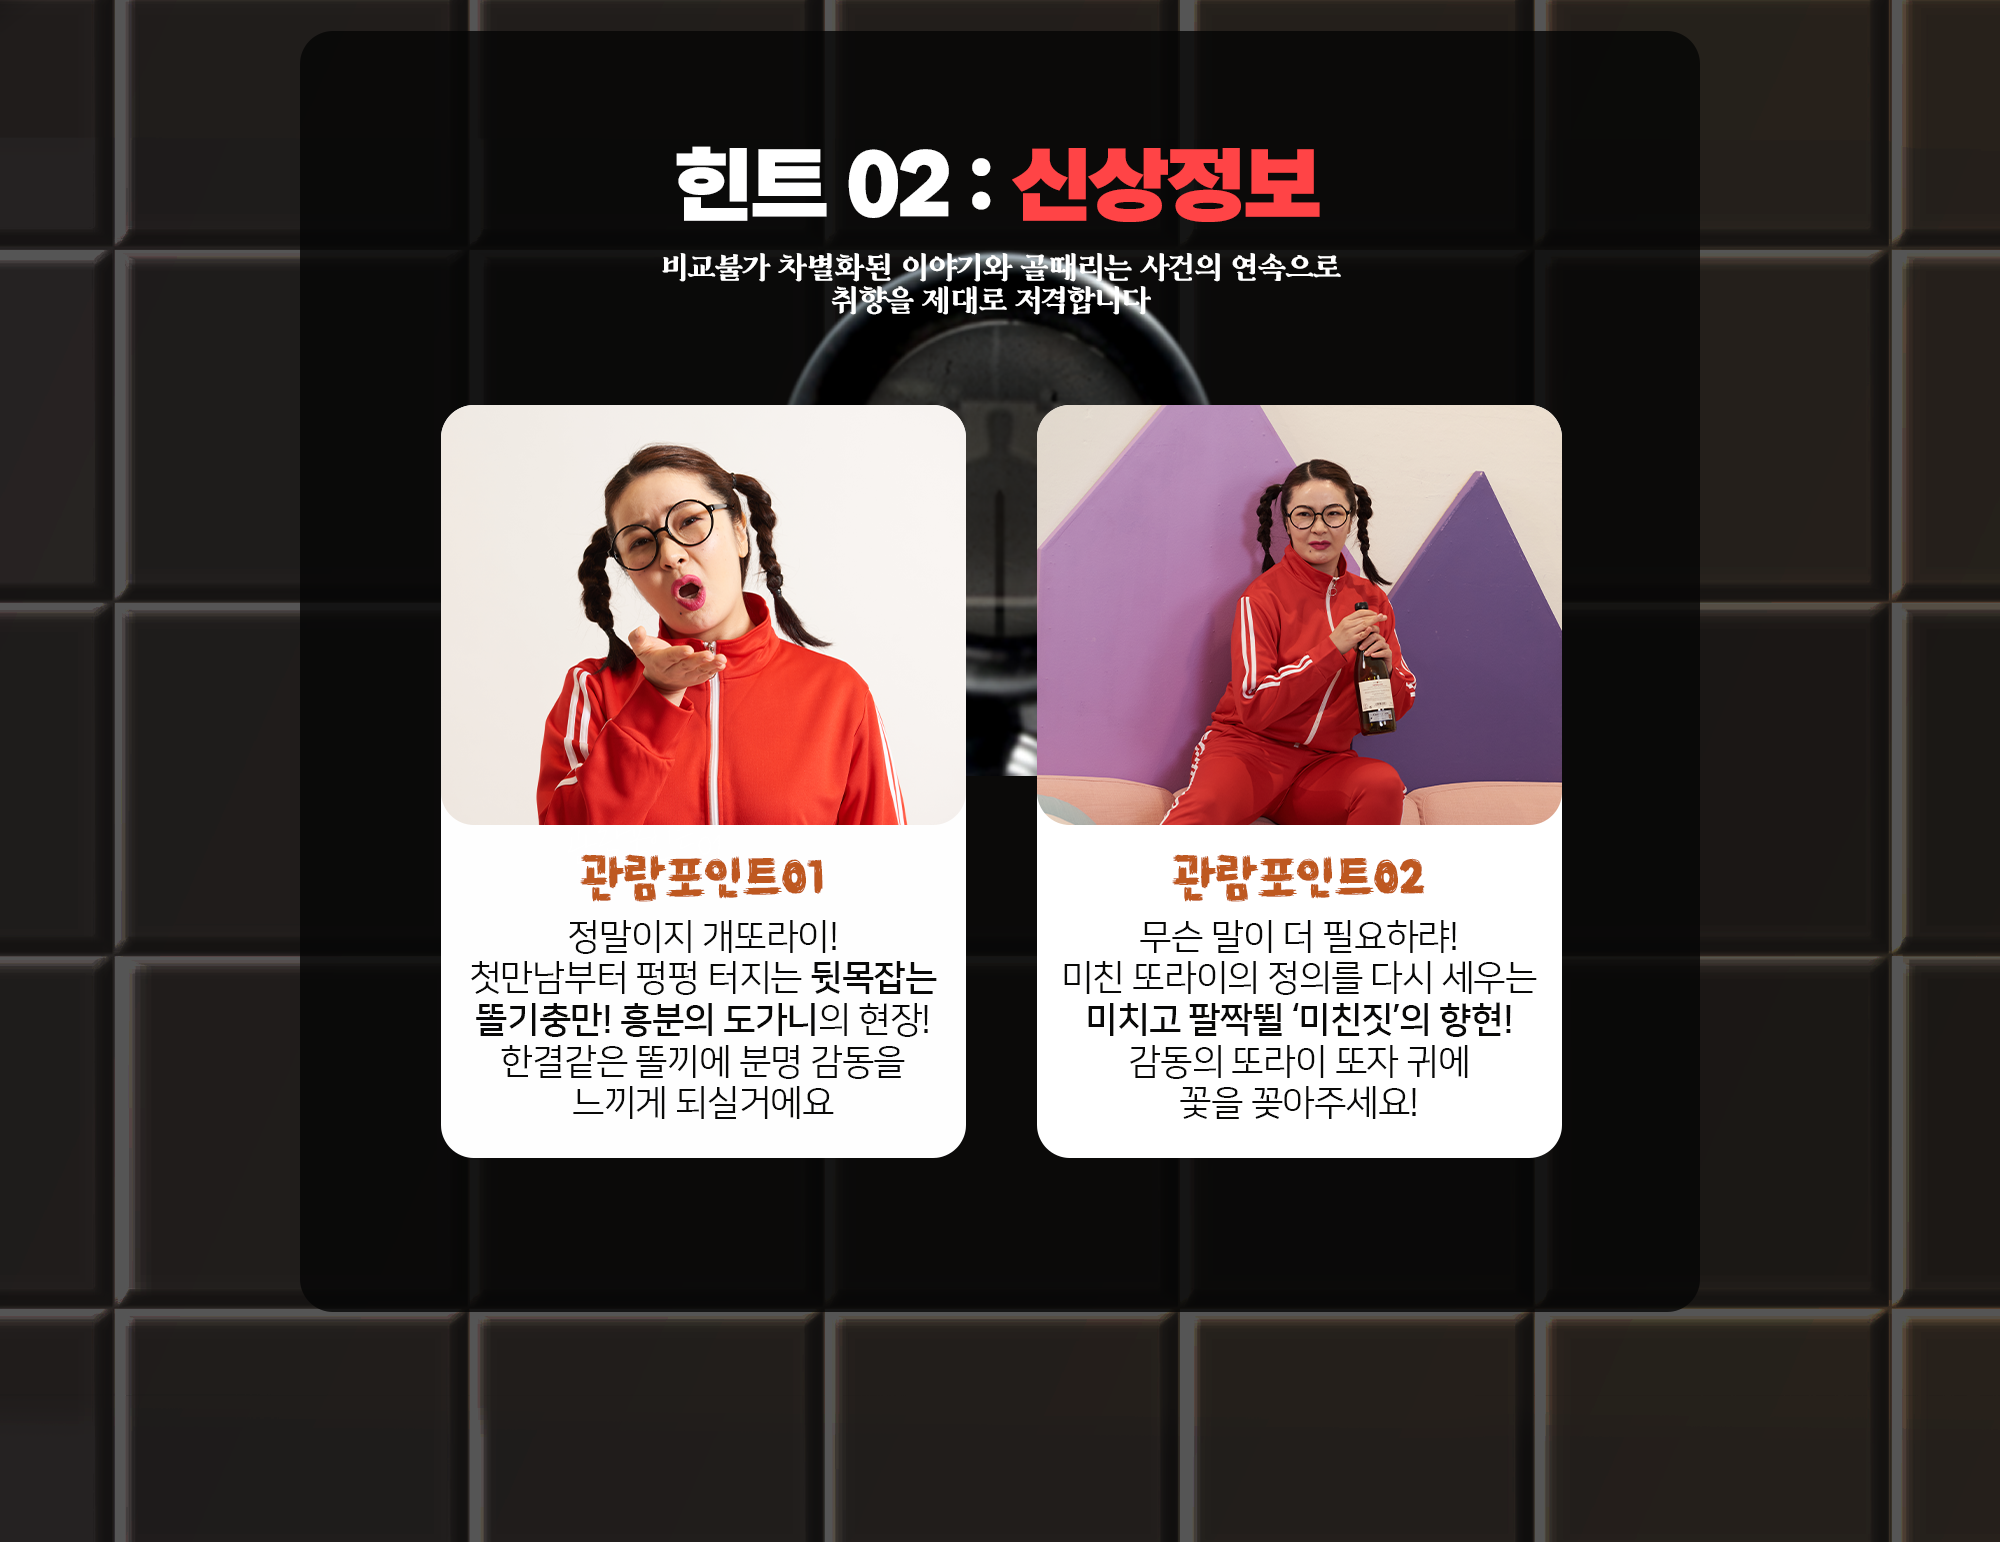 힌트 02 : 신상정보
비교불가 차별화된 이야기와 골때리는 사건의 연속으로
취향을 제대로 저격합니다
관람포인트01
정말이지 개또라이!
첫만남부터 펑펑 터지는 뒷목잡는
똘기충만! 흥분의 도가니의 현장!
한결같은 똘끼에 분명 감동을
느끼게 되실거에요
관람포인트02
무슨 말이 더 필요하랴!
미친 또라이의 정의를 다시 세우는
미치고 팔짝뛸 ‘미친짓’의 향현!
감동의 또라이 또자 귀에
꽃을 꽂아주세요!